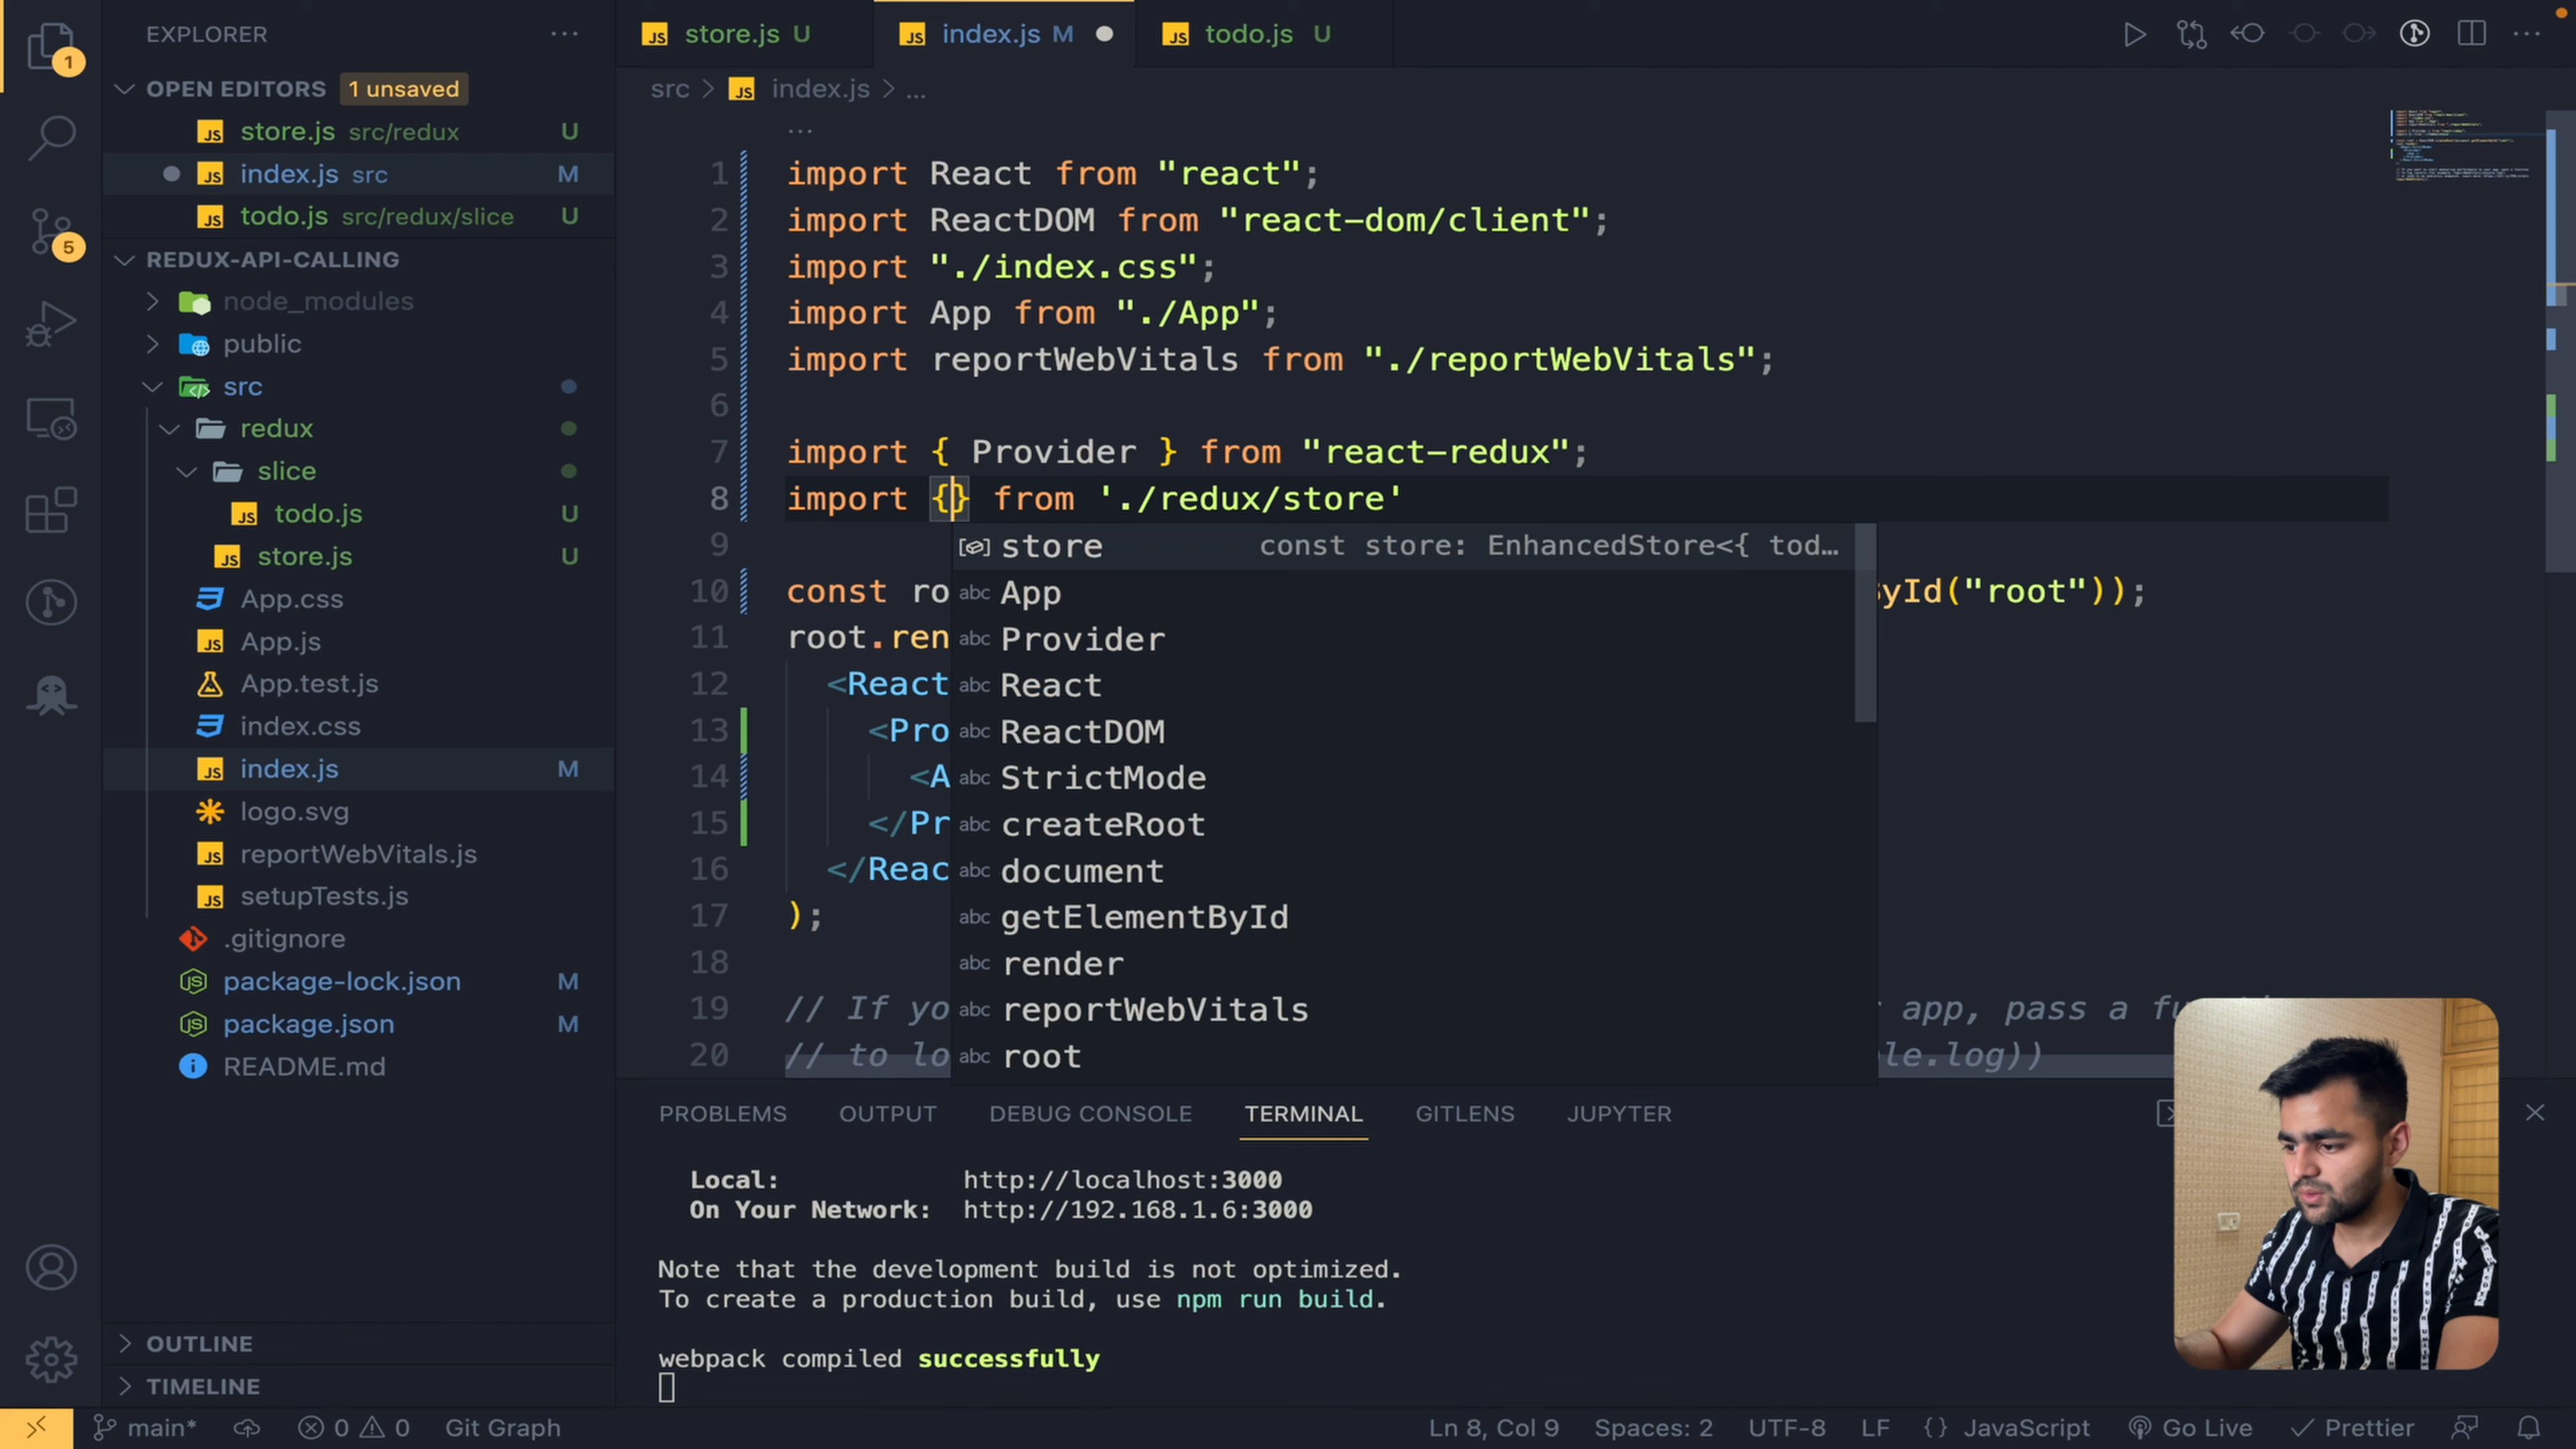 EXPLORER
OPEN EDITORS 1 unsaved
store.js src/redux U
index.js src M
todo.js src/redux/slice U
REDUX-API-CALLING
node_modules
public
src
redux
slice
todo.js U
store.js U
App.css
App.js
App.test.js
index.css
index.js M
logo.svg
reportWebVitals.js
setupTests.js
.gitignore
package-lock.json M
package.json M
README.md
OUTLINE
TIMELINE
1
5
store.js U
index.js M
todo.js U
src > index.js > ...
...
1 import React from "react";
2 import ReactDOM from "react-dom/client";
3 import "./index.css";
4 import App from "./App";
5 import reportWebVitals from "./reportWebVitals";
6
7 import { Provider } from "react-redux";
8 import {} from './redux/store'
9
10 const ro yId("root"));
11 root.ren
12 <React
13 <Pro
14 <A
15 </Pr
16 </Reac
17 );
18
19 // If yo app, pass a fu
20 // to lo le.log))
store const store: EnhancedStore<{ tod…
abc App
abc Provider
abc React
abc ReactDOM
abc StrictMode
abc createRoot
abc document
abc getElementById
abc render
abc reportWebVitals
abc root
PROBLEMS OUTPUT DEBUG CONSOLE TERMINAL GITLENS JUPYTER
Local: http://localhost:3000
On Your Network: http://192.168.1.6:3000
Note that the development build is not optimized.
To create a production build, use npm run build.
webpack compiled successfully
main* 0 0 Git Graph
Ln 8, Col 9 Spaces: 2 UTF-8 LF {} JavaScript Go Live Prettier